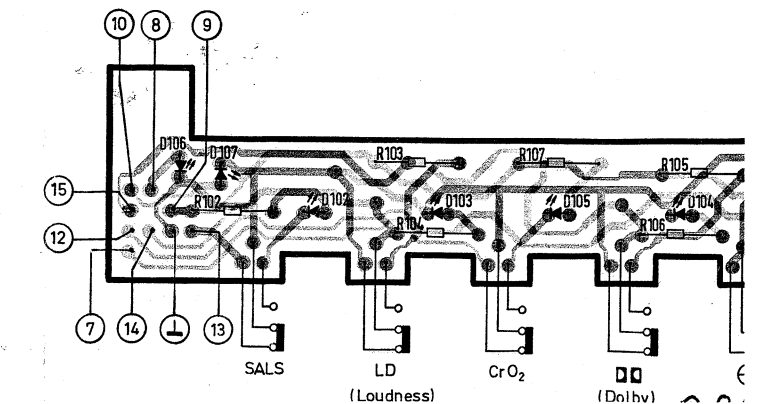 10 8 9
D106 D107 R103 R107 R105
15 R102 D102 D103 D105 D104
12 R104 R106
7 14 ⊥ 13
SALS LD CrO₂
(Loudness) (Dolby)